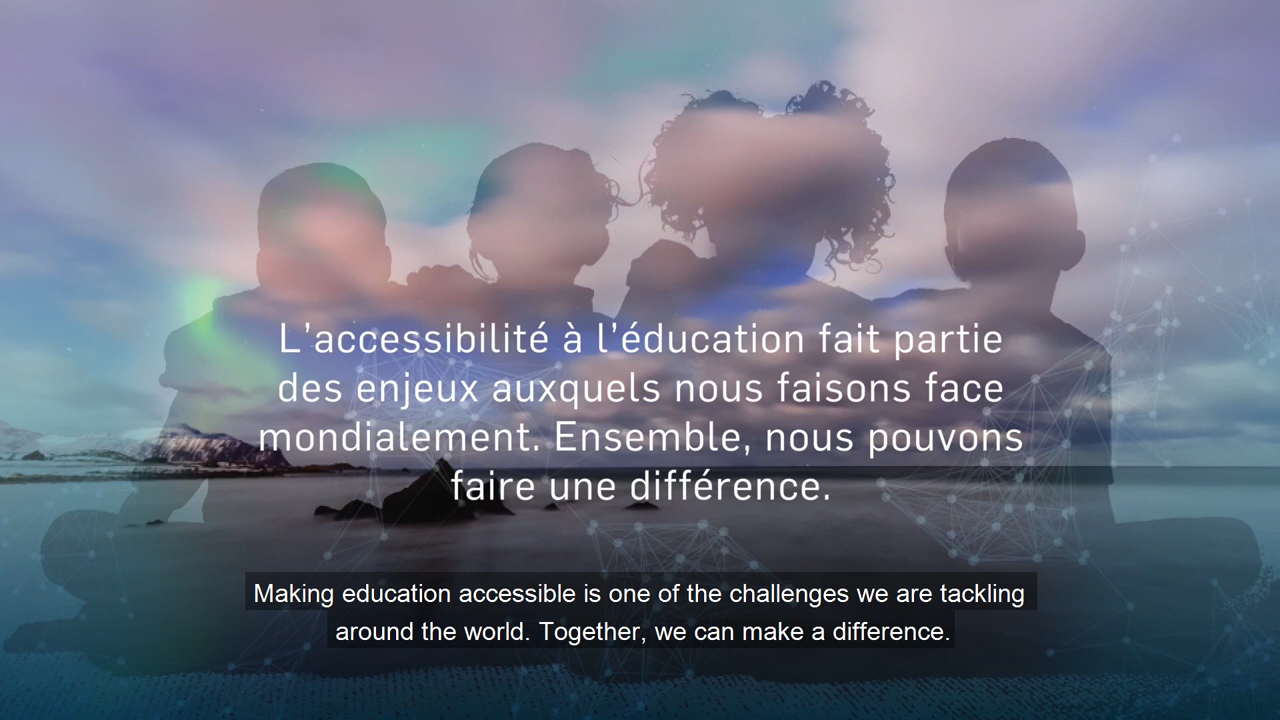 L’accessibilité à l’éducation fait partie
des enjeux auxquels nous faisons face
mondialement. Ensemble, nous pouvons
faire une différence.
Making education accessible is one of the challenges we are tackling
around the world. Together, we can make a difference.